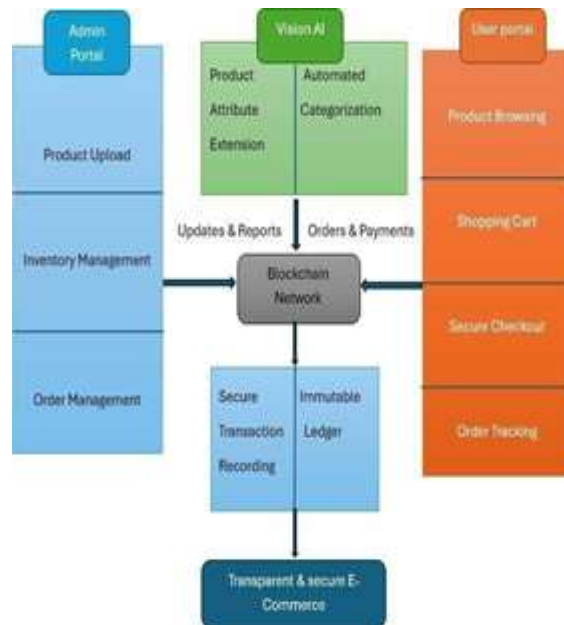 Admin
Portal
Product Upload
Inventory Management
Order Management
Vision AI
Product
Attribute
Extension
Automated
Categorization
Updates & Reports
Orders & Payments
Blockchain
Network
Secure
Transaction
Recording
Immutable
Ledger
Transparent & secure E-
Commerce
User portal
Product Browsing
Shopping Cart
Secure Checkout
Order Tracking